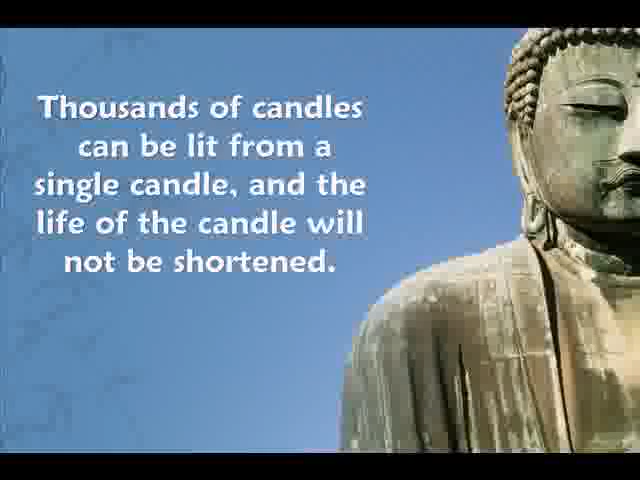 Thousands of candles
can be lit from a
single candle, and the
life of the candle will
not be shortened.